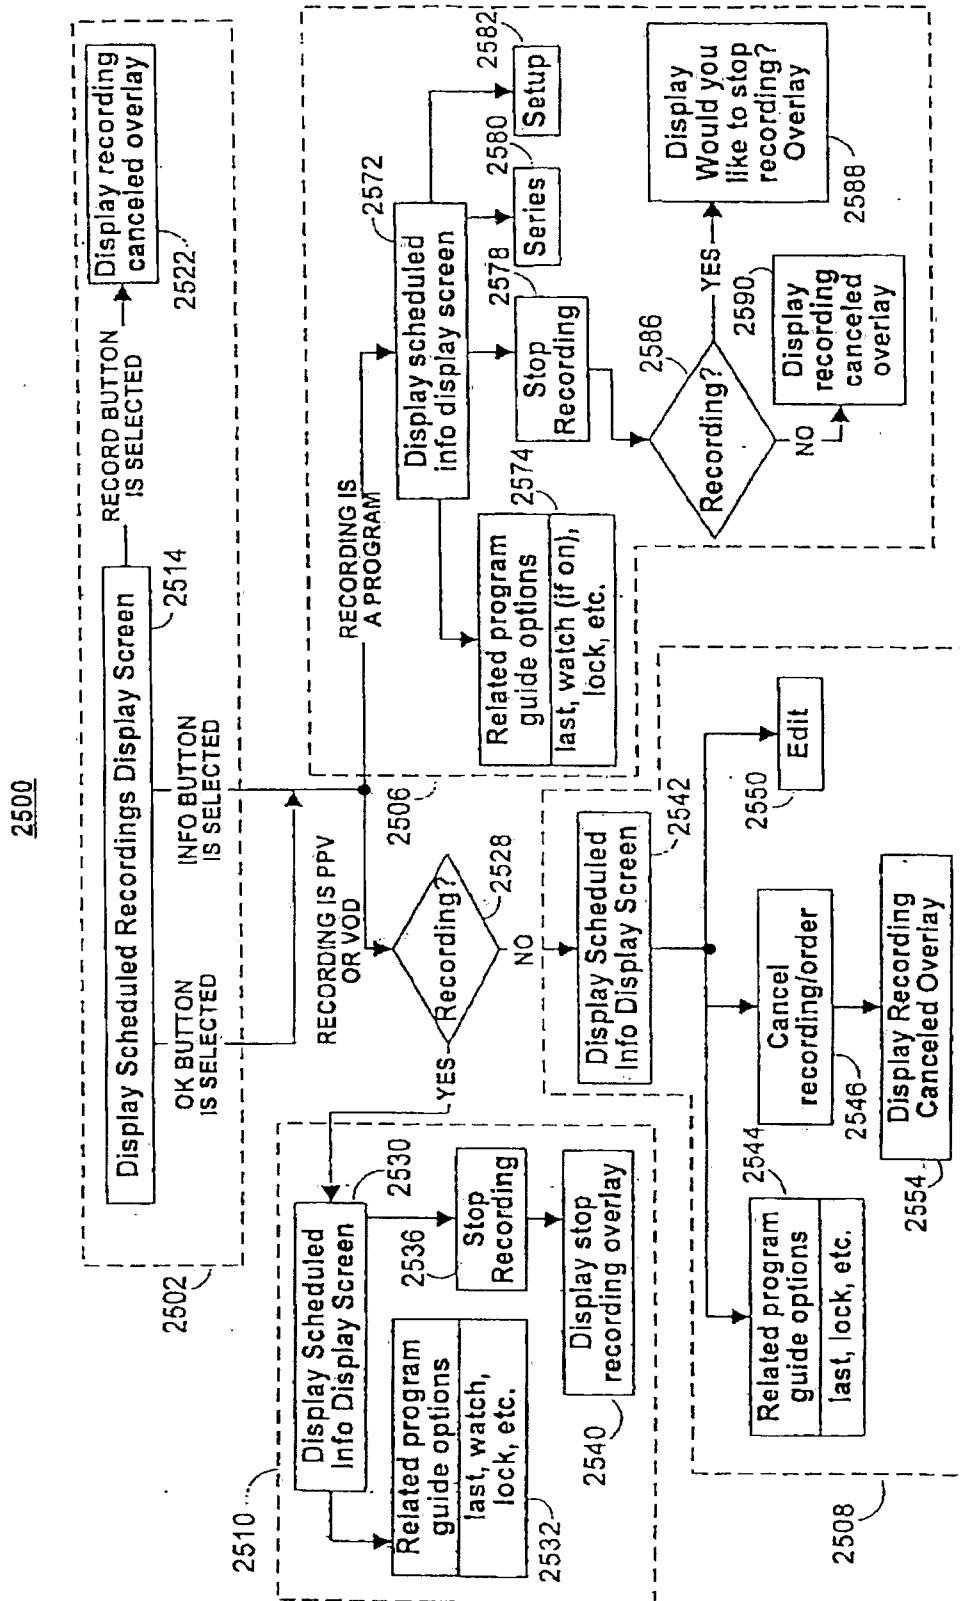 2500
Display Scheduled Recordings Display Screen
2514
RECORD BUTTON
IS SELECTED
Display recording
canceled overlay
2522
2502
OK BUTTON
IS SELECTED
INFO BUTTON
IS SELECTED
RECORDING IS PPV
OR VOD
RECORDING IS
A PROGRAM
2510
Display Scheduled
Info Display Screen
2530
Related program
guide options
last, watch,
lock, etc.
2532
2536
Stop
Recording
Display stop
recording overlay
2540
YES
Recording?
2528
NO
2506
Display scheduled
info display screen
2572
Related program
guide options
last, watch (if on),
lock, etc.
2574
Stop
Recording
2578
Series
2580
Setup
2582
Recording?
2586
YES
Display
Would you
like to stop
recording?
Overlay
2588
NO
Display
recording
canceled
overlay
2590
Display Scheduled
Info Display Screen
2542
Related program
guide options
last, lock, etc.
2544
Cancel
recording/order
2546
Edit
2550
Display Recording
Canceled Overlay
2554
2508